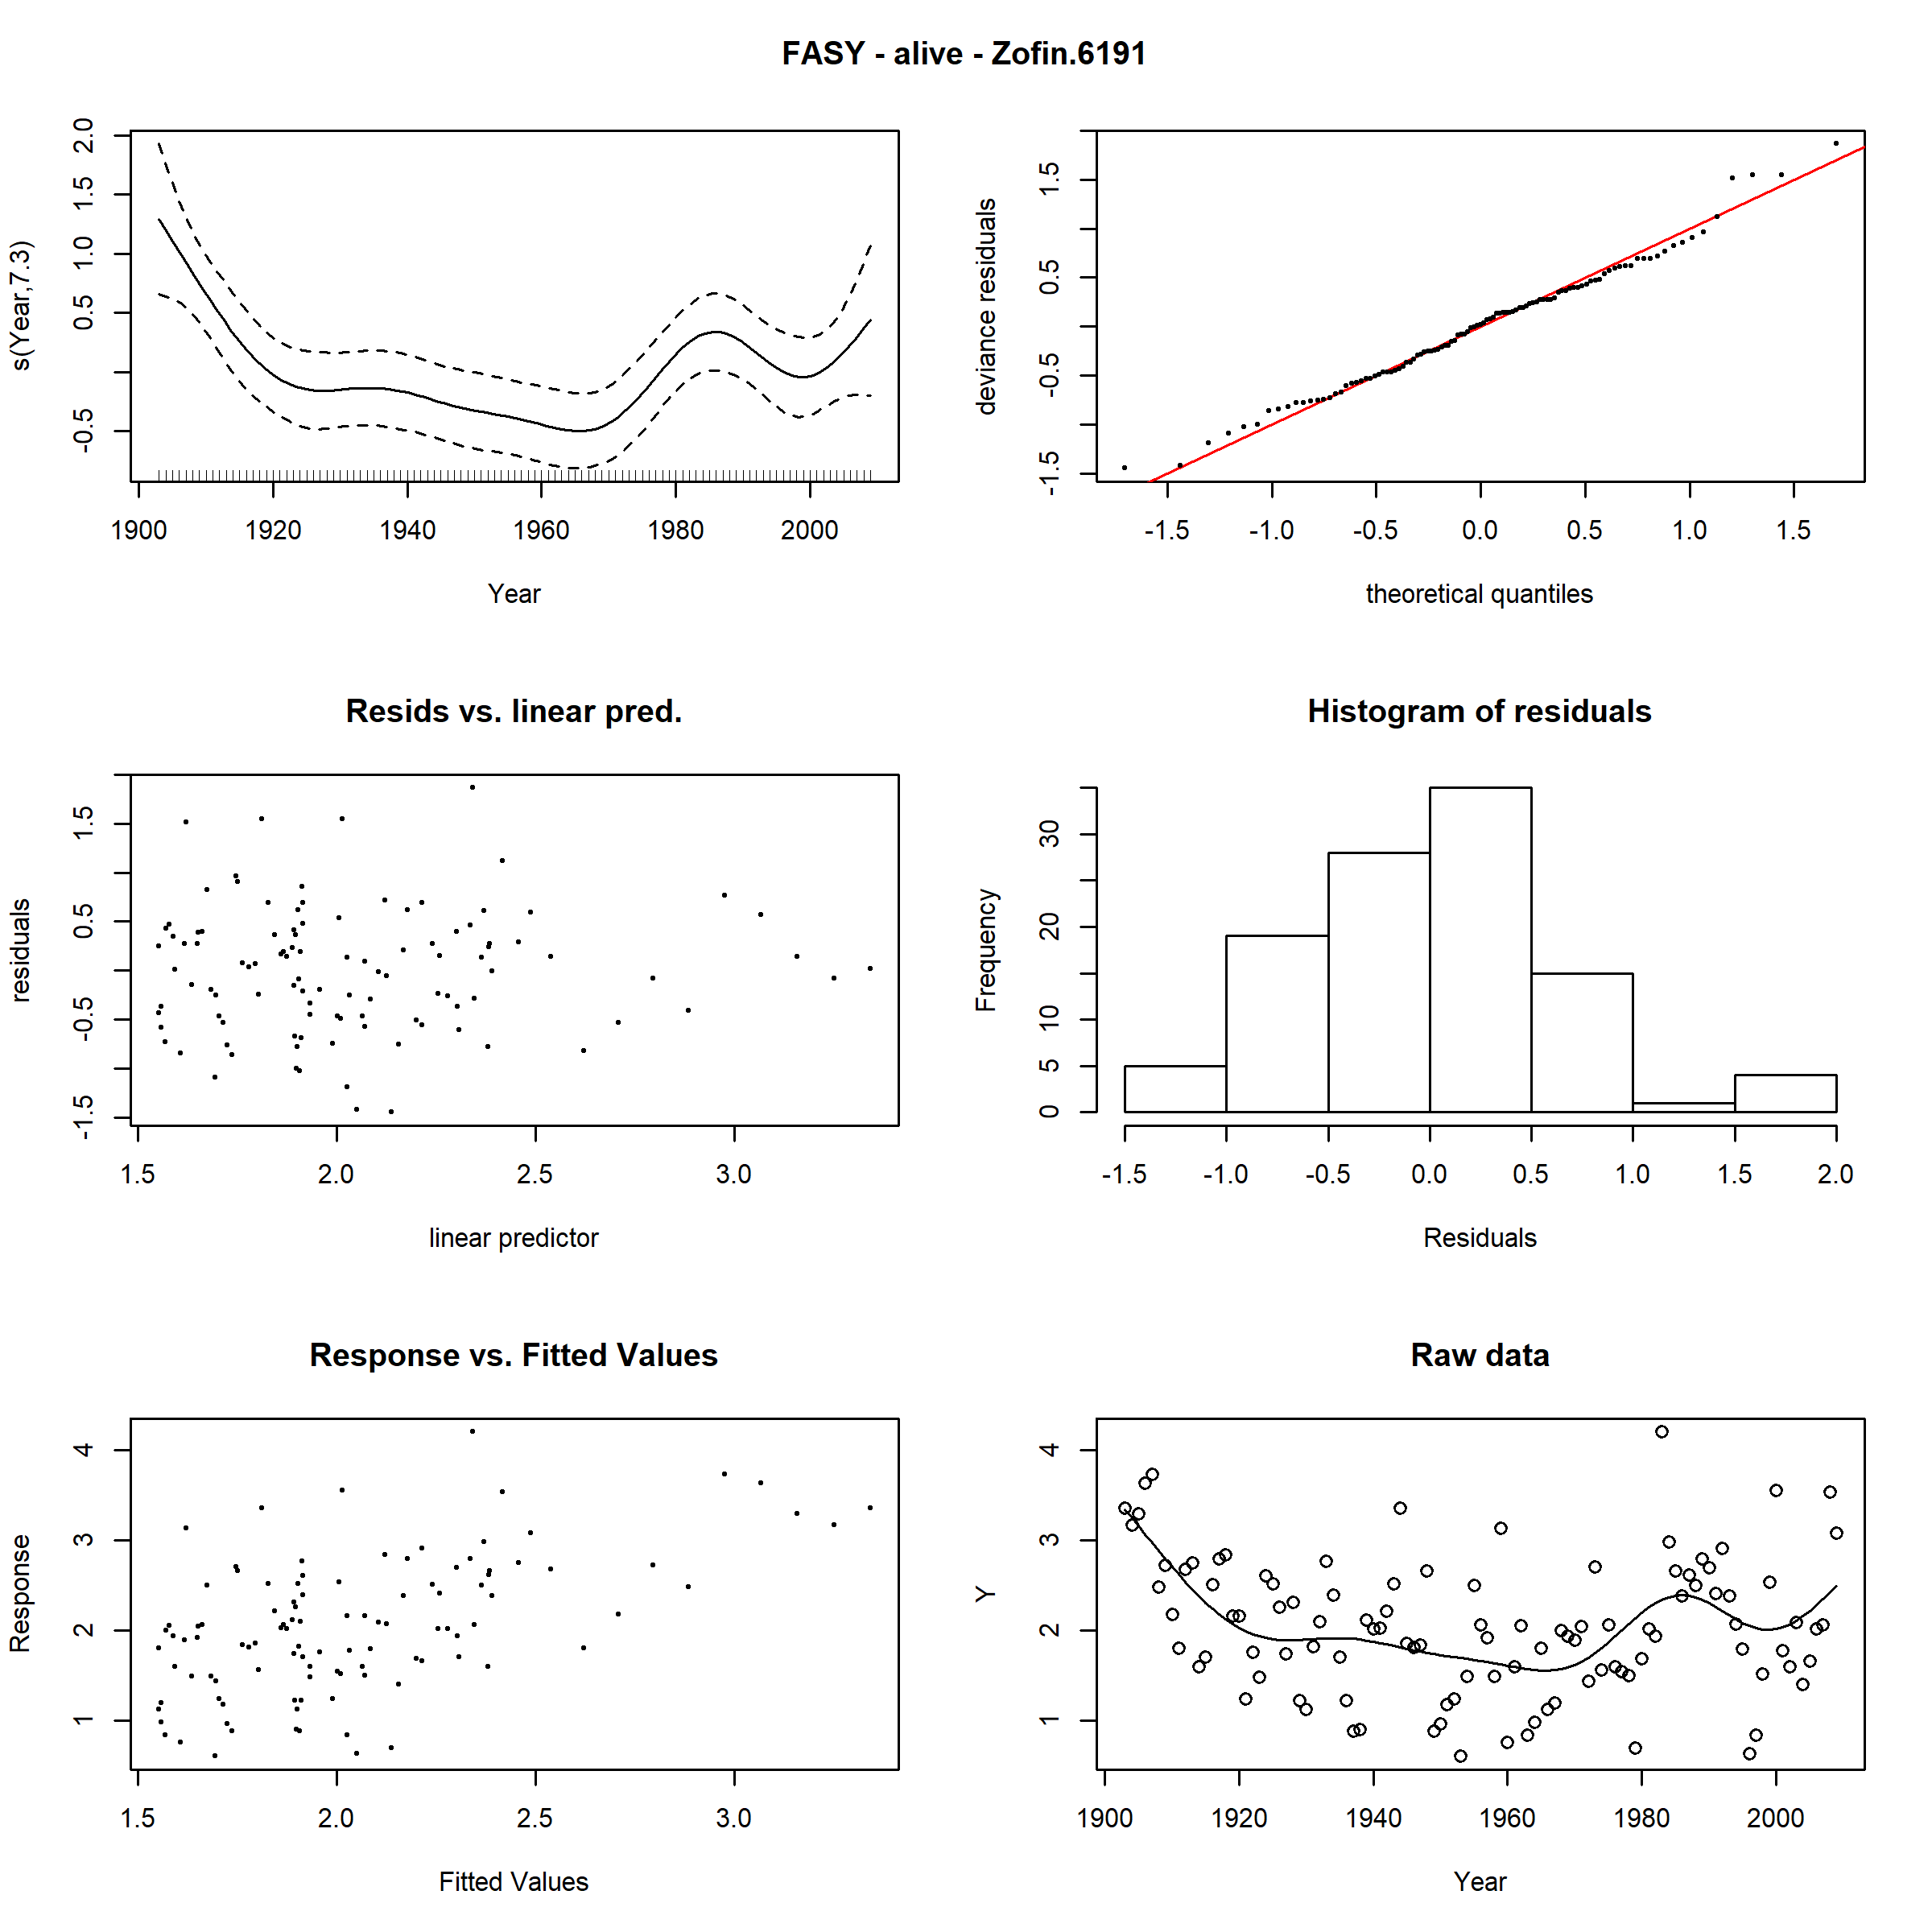 FASY - alive - Zofin.6191
s(Year,7.3)
2.0
1.5
1.0
0.5
-0.5
1900 1920 1940 1960 1980 2000
Year
deviance residuals
1.5
0.5
-0.5
-1.5
-1.5 -1.0 -0.5 0.0 0.5 1.0 1.5
theoretical quantiles
Resids vs. linear pred.
residuals
1.5
0.5
-0.5
-1.5
1.5 2.0 2.5 3.0
linear predictor
Histogram of residuals
Frequency
30
20
10
5
0
-1.5 -1.0 -0.5 0.0 0.5 1.0 1.5 2.0
Residuals
Response vs. Fitted Values
Response
4
3
2
1
1.5 2.0 2.5 3.0
Fitted Values
Raw data
Y
4
3
2
1
1900 1920 1940 1960 1980 2000
Year